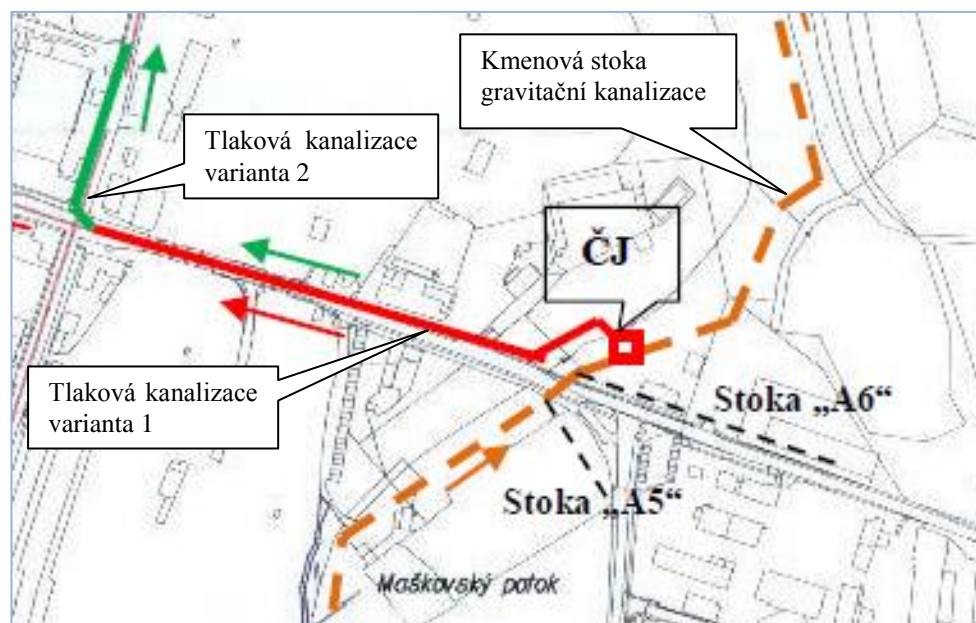 Kmenová stoka
gravitační kanalizace
Tlaková kanalizace
varianta 2
ČJ
Tlaková kanalizace
varianta 1
Stoka „A6“
Stoka „A5“
Maškovský potok